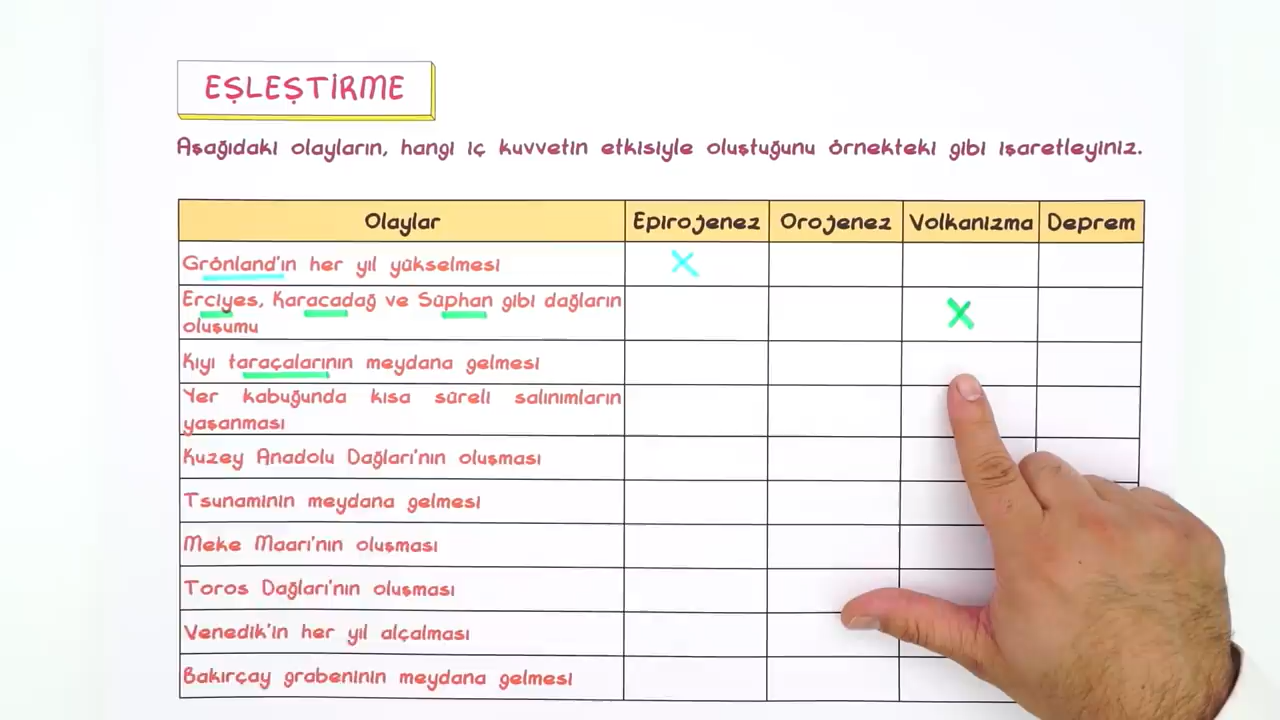 EŞLEŞTİRME
Aşağıdaki olayların, hangi iç kuvvetin etkisiyle oluştuğunu örnekteki gibi işaretleyiniz.
Olaylar Epirojenez Orojenez Volkanizma Deprem
Grönland'ın her yıl yükselmesi X
Erciyes, Karacadağ ve Süphan gibi dağların
oluşumu X
Kıyı taraçalarının meydana gelmesi
Yer kabuğunda kısa süreli salınımların
yaşanması
Kuzey Anadolu Dağları'nın oluşması
Tsunaminin meydana gelmesi
Meke Maarı'nın oluşması
Toros Dağları'nın oluşması
Venedik'in her yıl alçalması
Bakırçay grabeninin meydana gelmesi